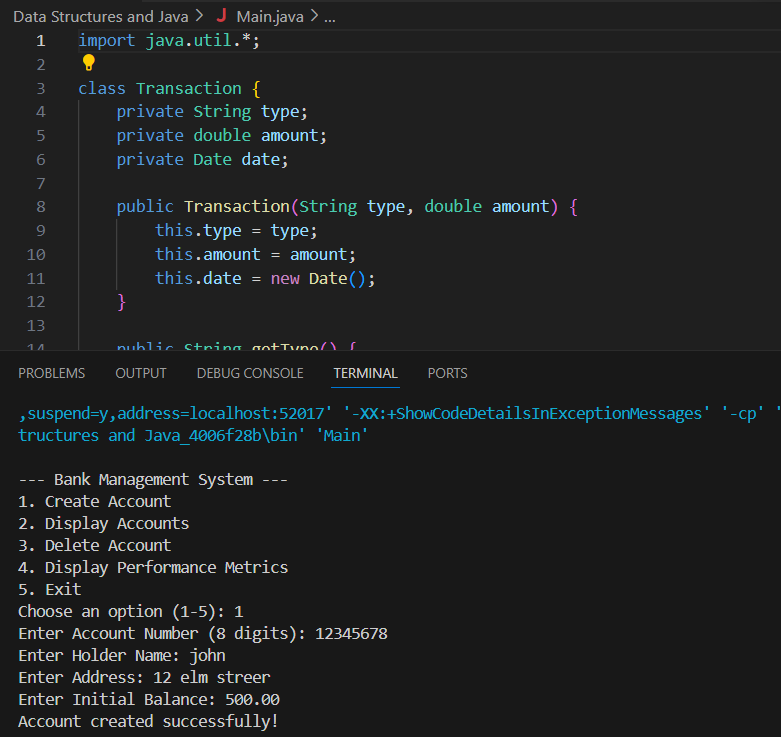 Data Structures and Java > J Main.java > ...
1 import java.util.*;
2
3 class Transaction {
4 private String type;
5 private double amount;
6 private Date date;
7
8 public Transaction(String type, double amount) {
9 this.type = type;
10 this.amount = amount;
11 this.date = new Date();
12 }
13
14 public String getType() {
PROBLEMS OUTPUT DEBUG CONSOLE TERMINAL PORTS
,suspend=y,address=localhost:52017' '-XX:+ShowCodeDetailsInExceptionMessages' '-cp' '
tructures and Java_4006f28b\bin' 'Main'
--- Bank Management System ---
1. Create Account
2. Display Accounts
3. Delete Account
4. Display Performance Metrics
5. Exit
Choose an option (1-5): 1
Enter Account Number (8 digits): 12345678
Enter Holder Name: john
Enter Address: 12 elm streer
Enter Initial Balance: 500.00
Account created successfully!